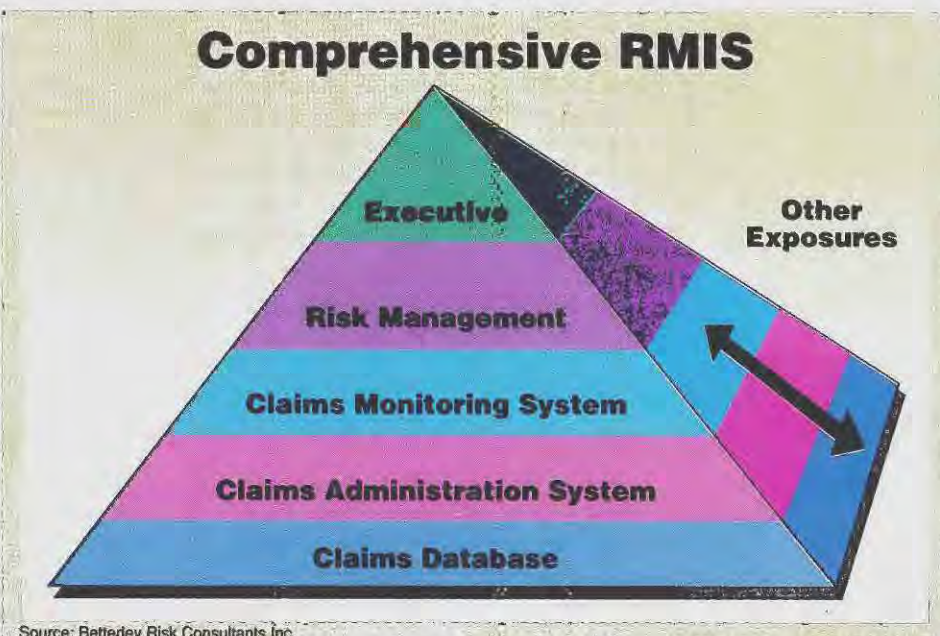 Comprehensive RMIS
Executive
Other
Exposures
Risk Management
Claims Monitoring System
Claims Administration System
Claims Database
Source: Betterley Risk Consultants Inc.